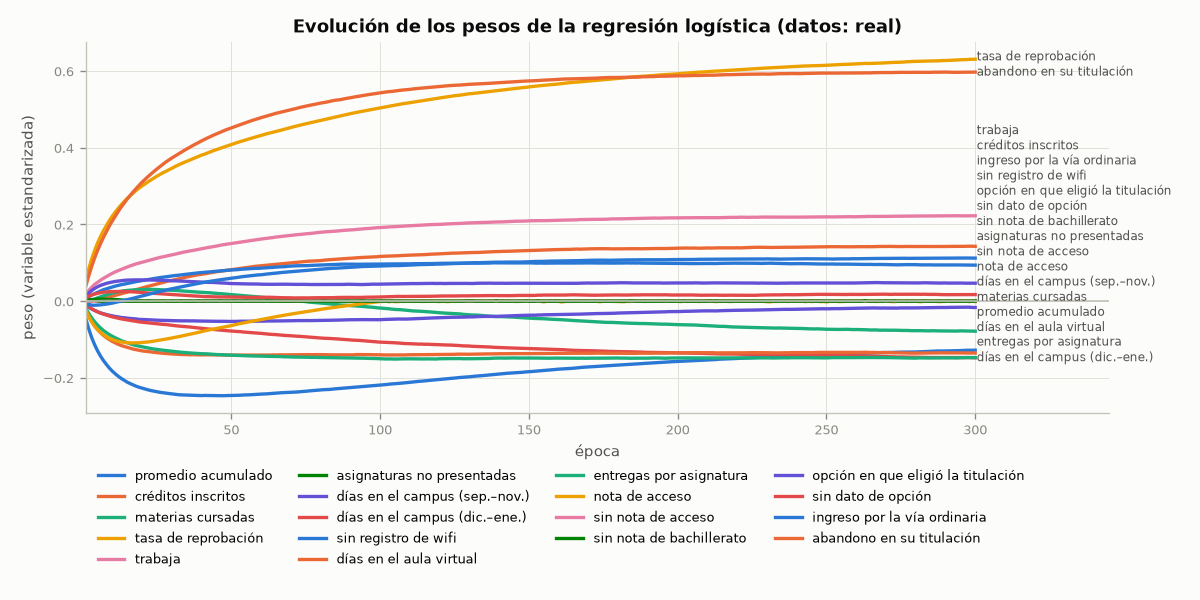 Evolución de los pesos de la regresión logística (datos: real)
peso (variable estandarizada)
0.6
0.4
0.2
0.0
−0.2
50
100
150
200
250
300
época
tasa de reprobación
abandono en su titulación
trabaja
créditos inscritos
ingreso por la vía ordinaria
sin registro de wifi
opción en que eligió la titulación
sin dato de opción
sin nota de bachillerato
asignaturas no presentadas
sin nota de acceso
nota de acceso
días en el campus (sep.–nov.)
materias cursadas
promedio acumulado
días en el aula virtual
entregas por asignatura
días en el campus (dic.–ene.)
promedio acumulado
créditos inscritos
materias cursadas
tasa de reprobación
trabaja
asignaturas no presentadas
días en el campus (sep.–nov.)
días en el campus (dic.–ene.)
sin registro de wifi
días en el aula virtual
entregas por asignatura
nota de acceso
sin nota de acceso
sin nota de bachillerato
opción en que eligió la titulación
sin dato de opción
ingreso por la vía ordinaria
abandono en su titulación